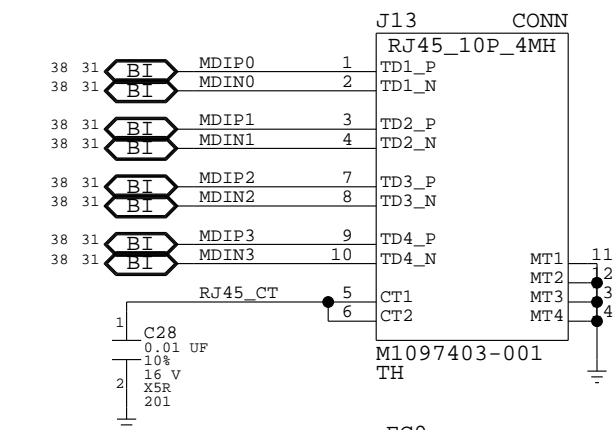 J13 CONN
RJ45_10P_4MH
38 31 BI MDIP0 1 TD1_P
38 31 BI MDIN0 2 TD1_N
38 31 BI MDIP1 3 TD2_P
38 31 BI MDIN1 4 TD2_N
38 31 BI MDIP2 7 TD3_P
38 31 BI MDIN2 8 TD3_N
38 31 BI MDIP3 9 TD4_P
38 31 BI MDIN3 10 TD4_N
MT1 11
MT2 2
RJ45_CT 5 CT1 MT3 3
6 CT2 MT4 4
1 C28
0.01 UF
10%
16 V
2 X5R
201
M1097403-001
TH